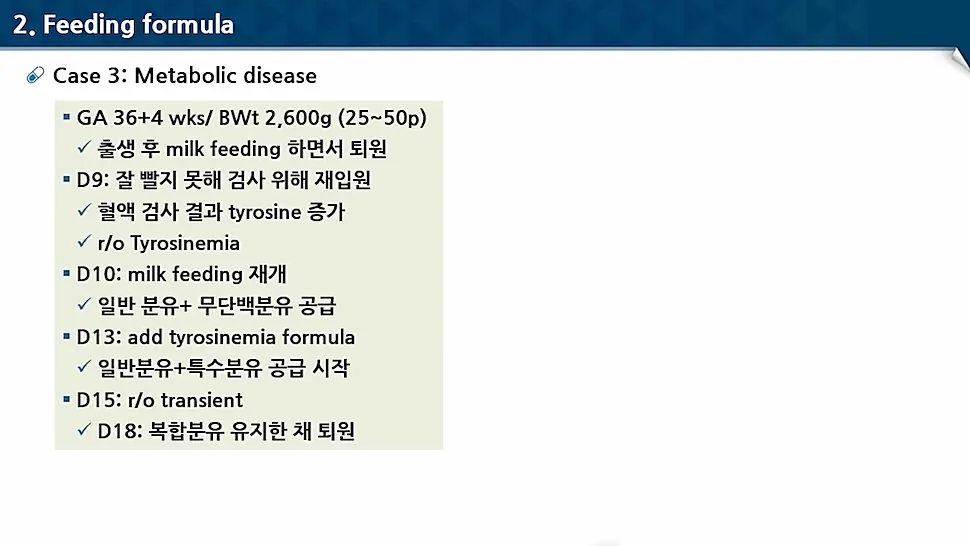 2. Feeding formula
Case 3: Metabolic disease
▪ GA 36+4 wks/ BWt 2,600g (25~50p)
✓ 출생 후 milk feeding 하면서 퇴원
▪ D9: 잘 빨지 못해 검사 위해 재입원
✓ 혈액 검사 결과 tyrosine 증가
✓ r/o Tyrosinemia
▪ D10: milk feeding 재개
✓ 일반 분유+ 무단백분유 공급
▪ D13: add tyrosinemia formula
✓ 일반분유+특수분유 공급 시작
▪ D15: r/o transient
✓ D18: 복합분유 유지한 채 퇴원